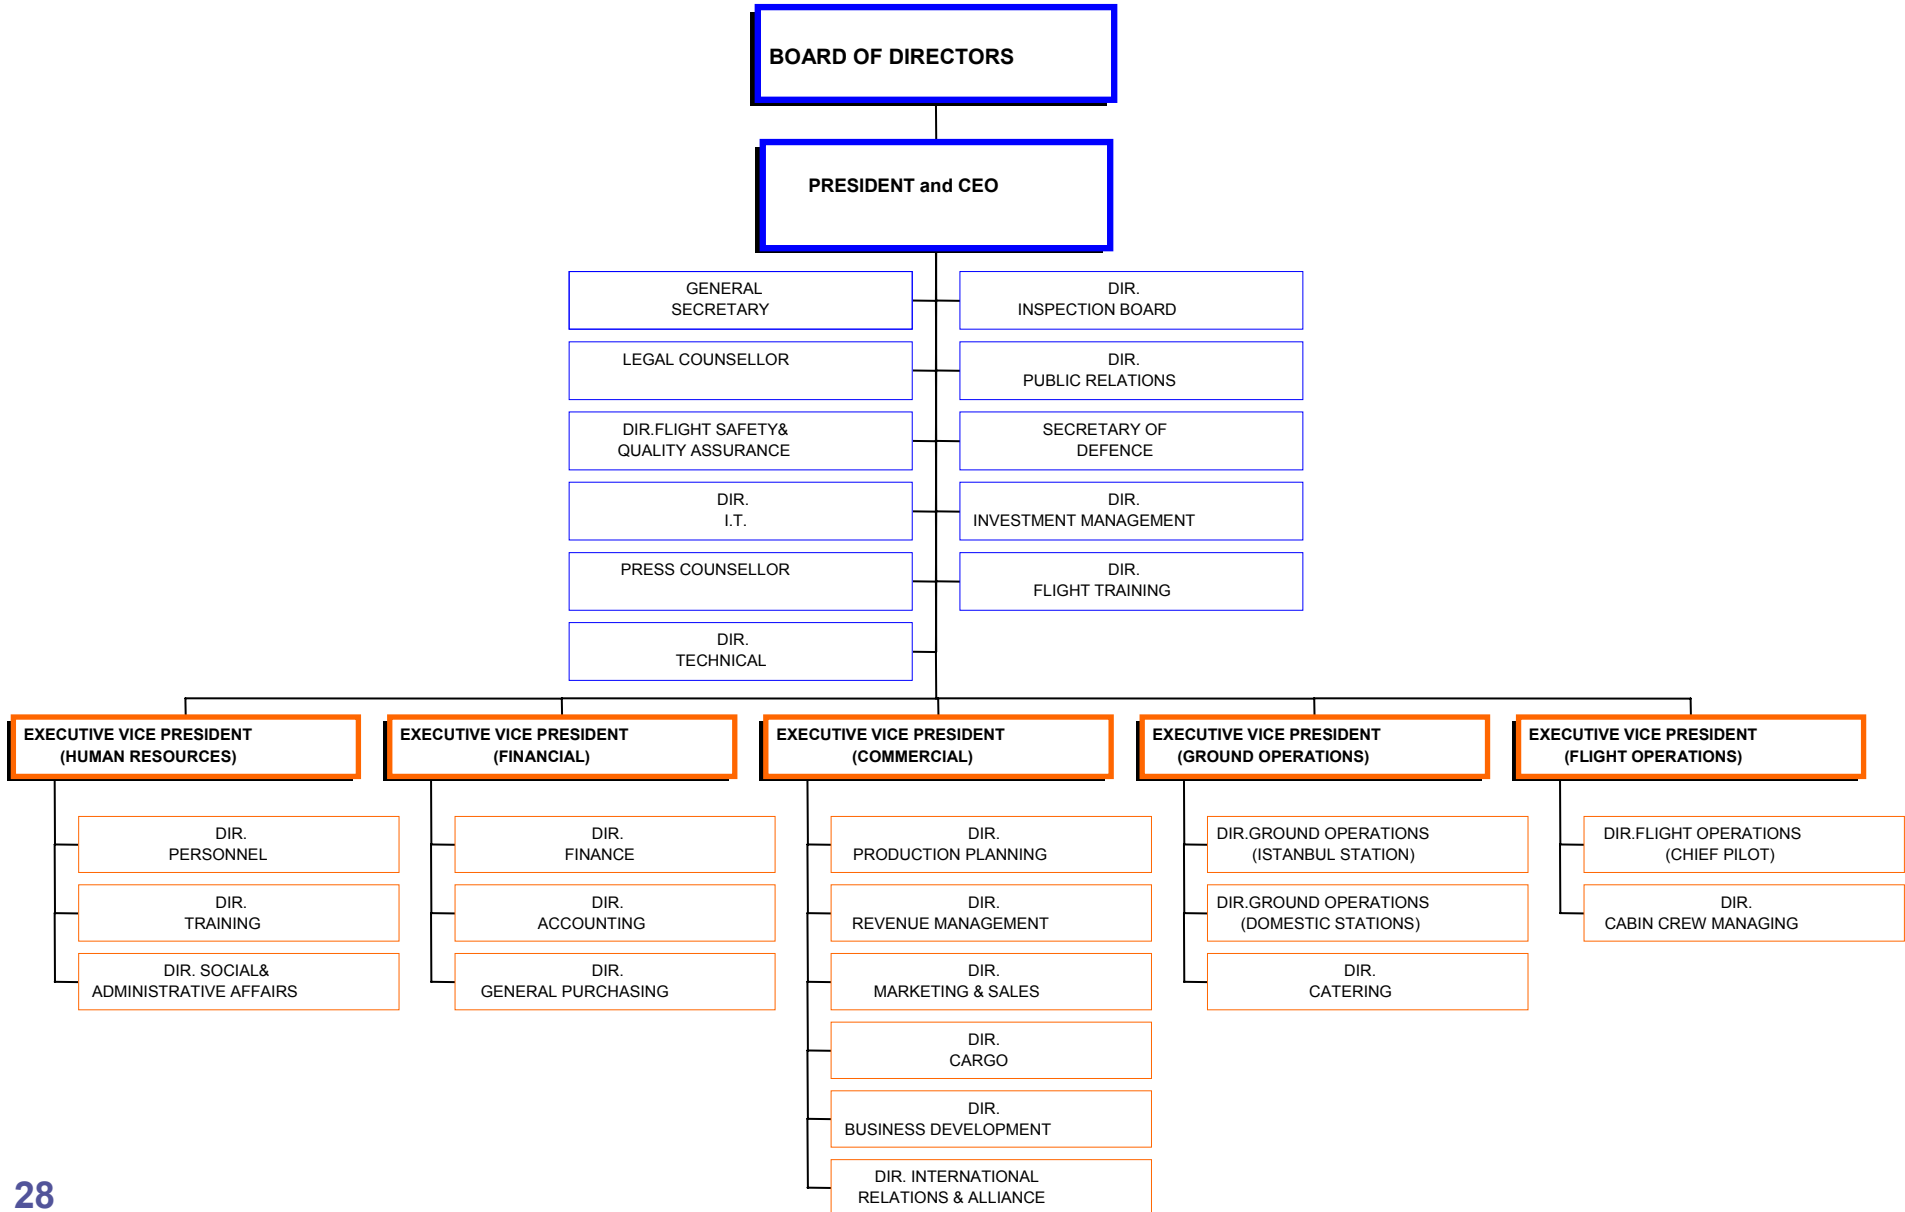 BOARD OF DIRECTORS
PRESIDENT and CEO
GENERAL
SECRETARY
DIR.
INSPECTION BOARD
LEGAL COUNSELLOR
DIR.
PUBLIC RELATIONS
DIR.FLIGHT SAFETY&
QUALITY ASSURANCE
SECRETARY OF
DEFENCE
DIR.
I.T.
DIR.
INVESTMENT MANAGEMENT
PRESS COUNSELLOR
DIR.
FLIGHT TRAINING
DIR.
TECHNICAL
EXECUTIVE VICE PRESIDENT
(HUMAN RESOURCES)
DIR.
PERSONNEL
DIR.
TRAINING
DIR. SOCIAL&
ADMINISTRATIVE AFFAIRS
EXECUTIVE VICE PRESIDENT
(FINANCIAL)
DIR.
FINANCE
DIR.
ACCOUNTING
DIR.
GENERAL PURCHASING
EXECUTIVE VICE PRESIDENT
(COMMERCIAL)
DIR.
PRODUCTION PLANNING
DIR.
REVENUE MANAGEMENT
DIR.
MARKETING & SALES
DIR.
CARGO
DIR.
BUSINESS DEVELOPMENT
DIR. INTERNATIONAL
RELATIONS & ALLIANCE
EXECUTIVE VICE PRESIDENT
(GROUND OPERATIONS)
DIR.GROUND OPERATIONS
(ISTANBUL STATION)
DIR.GROUND OPERATIONS
(DOMESTIC STATIONS)
DIR.
CATERING
EXECUTIVE VICE PRESIDENT
(FLIGHT OPERATIONS)
DIR.FLIGHT OPERATIONS
(CHIEF PILOT)
DIR.
CABIN CREW MANAGING
28